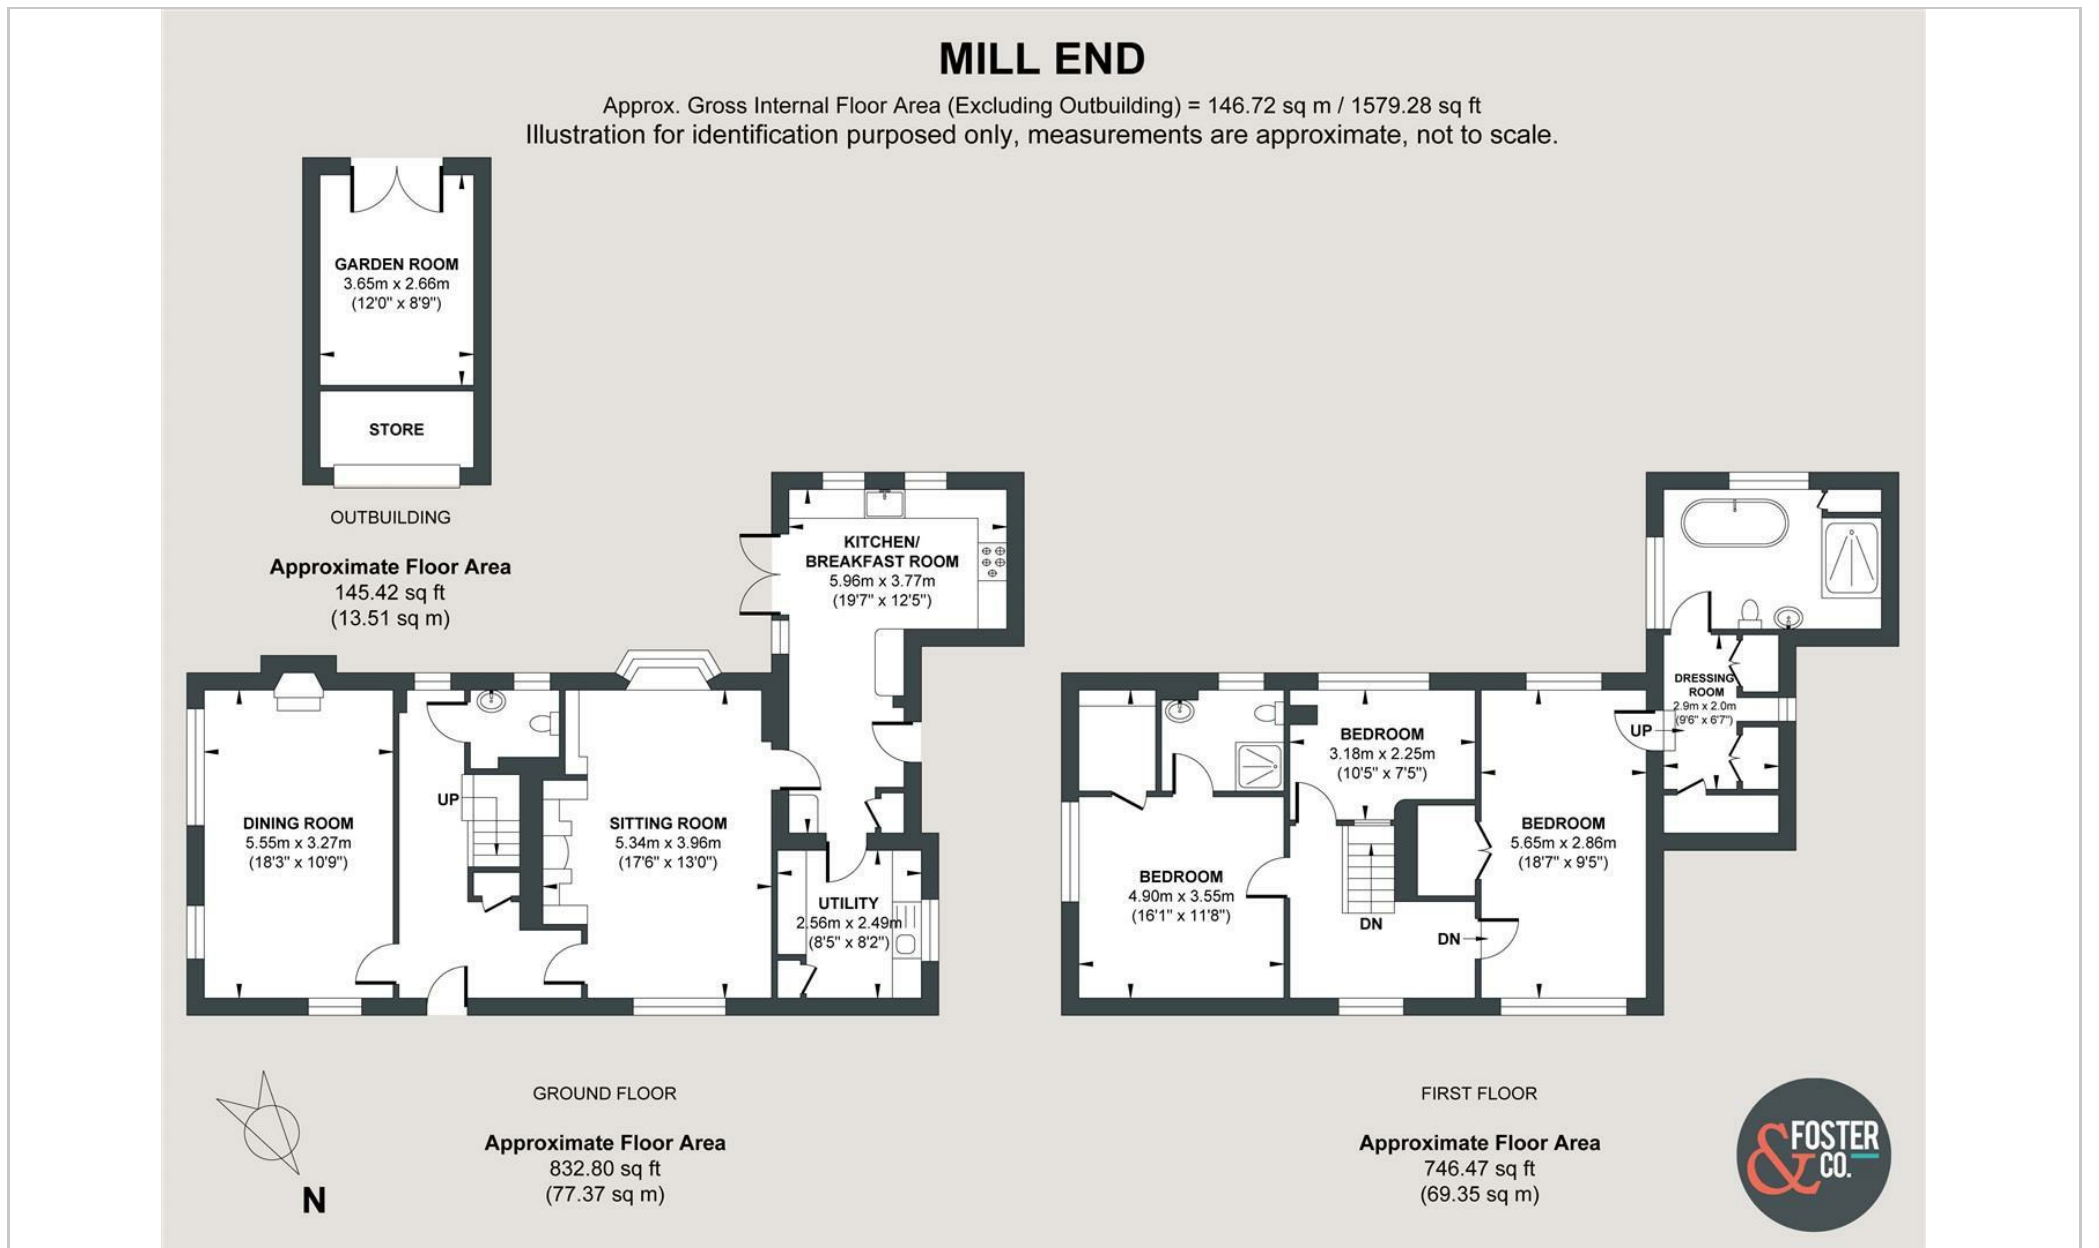 MILL END
Approx. Gross Internal Floor Area (Excluding Outbuilding) = 146.72 sq m / 1579.28 sq ft
Illustration for identification purposed only, measurements are approximate, not to scale.
GARDEN ROOM
3.65m x 2.66m
(12'0" x 8'9")
STORE
OUTBUILDING
Approximate Floor Area
145.42 sq ft
(13.51 sq m)
KITCHEN/
BREAKFAST ROOM
5.96m x 3.77m
(19'7" x 12'5")
UP
DINING ROOM
5.55m x 3.27m
(18'3" x 10'9")
SITTING ROOM
5.34m x 3.96m
(17'6" x 13'0")
UTILITY
2.56m x 2.49m
(8'5" x 8'2")
GROUND FLOOR
Approximate Floor Area
832.80 sq ft
(77.37 sq m)
N
DRESSING
ROOM
2.9m x 2.0m
(9'6" x 6'7")
UP
BEDROOM
3.18m x 2.25m
(10'5" x 7'5")
BEDROOM
5.65m x 2.86m
(18'7" x 9'5")
BEDROOM
4.90m x 3.55m
(16'1" x 11'8")
DN
DN
FIRST FLOOR
Approximate Floor Area
746.47 sq ft
(69.35 sq m)
&FOSTER
CO.